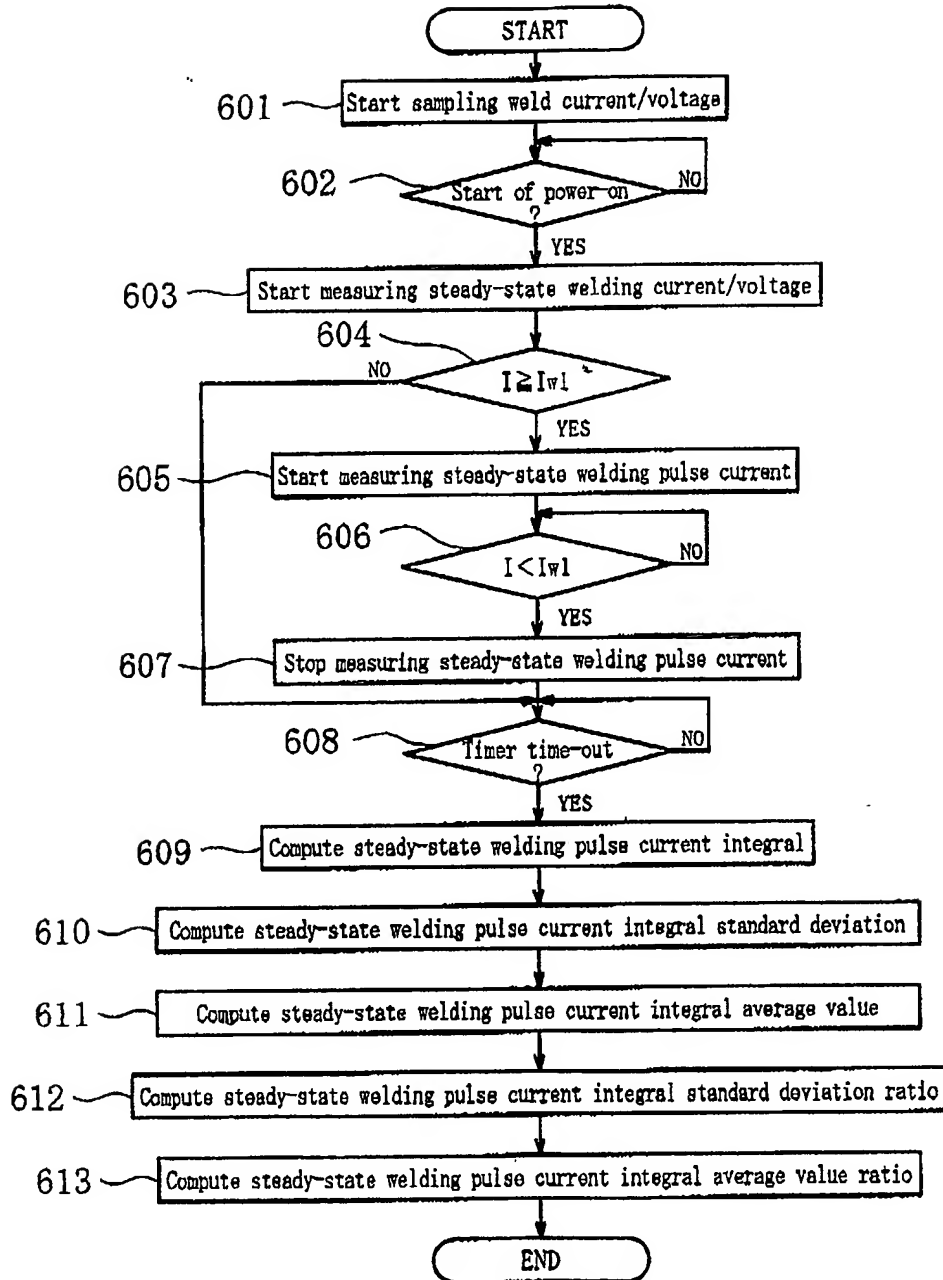 START
601
Start sampling weld current/voltage
602
Start of power-on
?
NO
YES
603
Start measuring steady-state welding current/voltage
604
NO
I≧Iw1
YES
605
Start measuring steady-state welding pulse current
606
I<Iw1
NO
YES
607
Stop measuring steady-state welding pulse current
608
Timer time-out
?
NO
YES
609
Compute steady-state welding pulse current integral
610
Compute steady-state welding pulse current integral standard deviation
611
Compute steady-state welding pulse current integral average value
612
Compute steady-state welding pulse current integral standard deviation ratio
613
Compute steady-state welding pulse current integral average value ratio
END